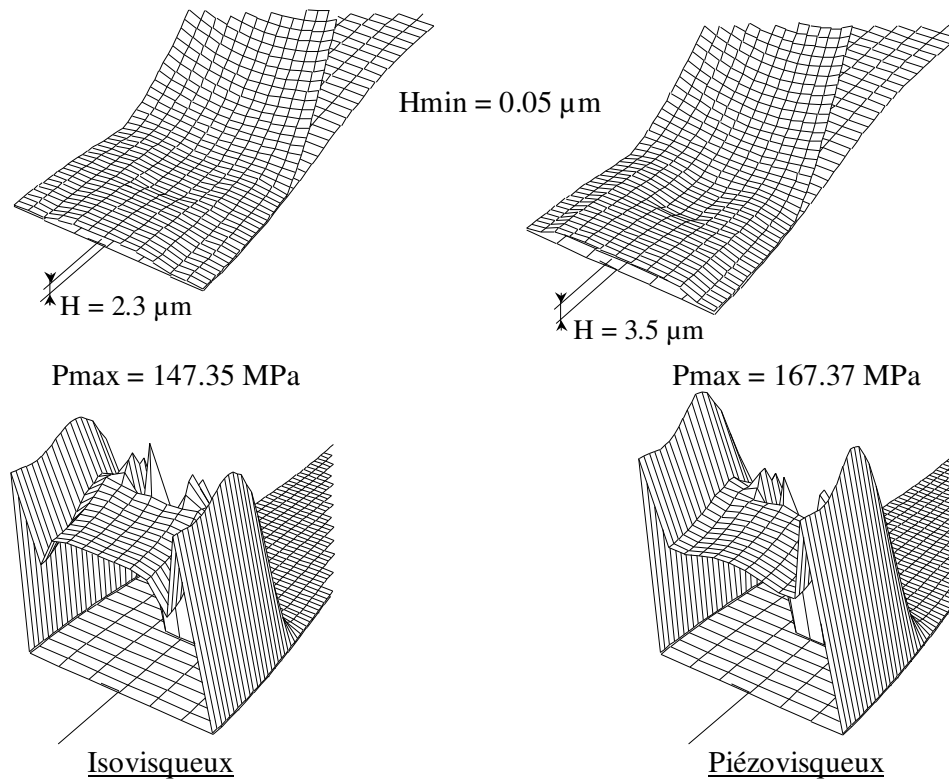 Hmin = 0.05 µm
H = 2.3 µm
H = 3.5 µm
Pmax = 147.35 MPa
Pmax = 167.37 MPa
Isovisqueux
Piézovisqueux